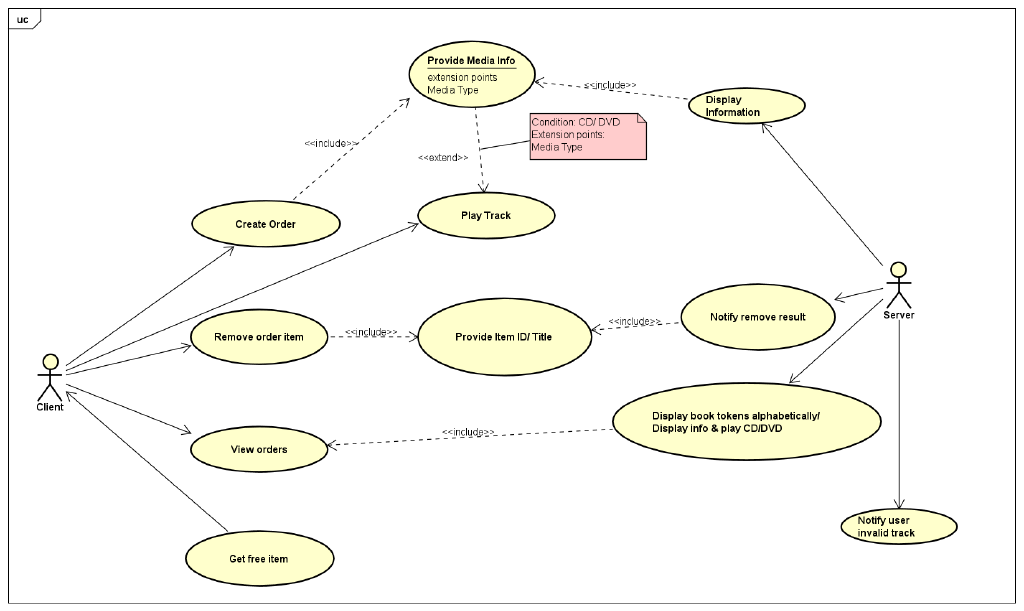 uc
Provide Media Info
extension points
Media Type
<<include>>
Display
Information
Condition: CD/ DVD
Extension points:
Media Type
<<include>>
<<extend>>
Create Order
Play Track
Server
Remove order item
<<include>>
Provide Item ID/ Title
<<include>>
Notify remove result
Client
Display book tokens alphabetically/
Display info & play CD/DVD
<<include>>
View orders
Notify user
invalid track
Get free item